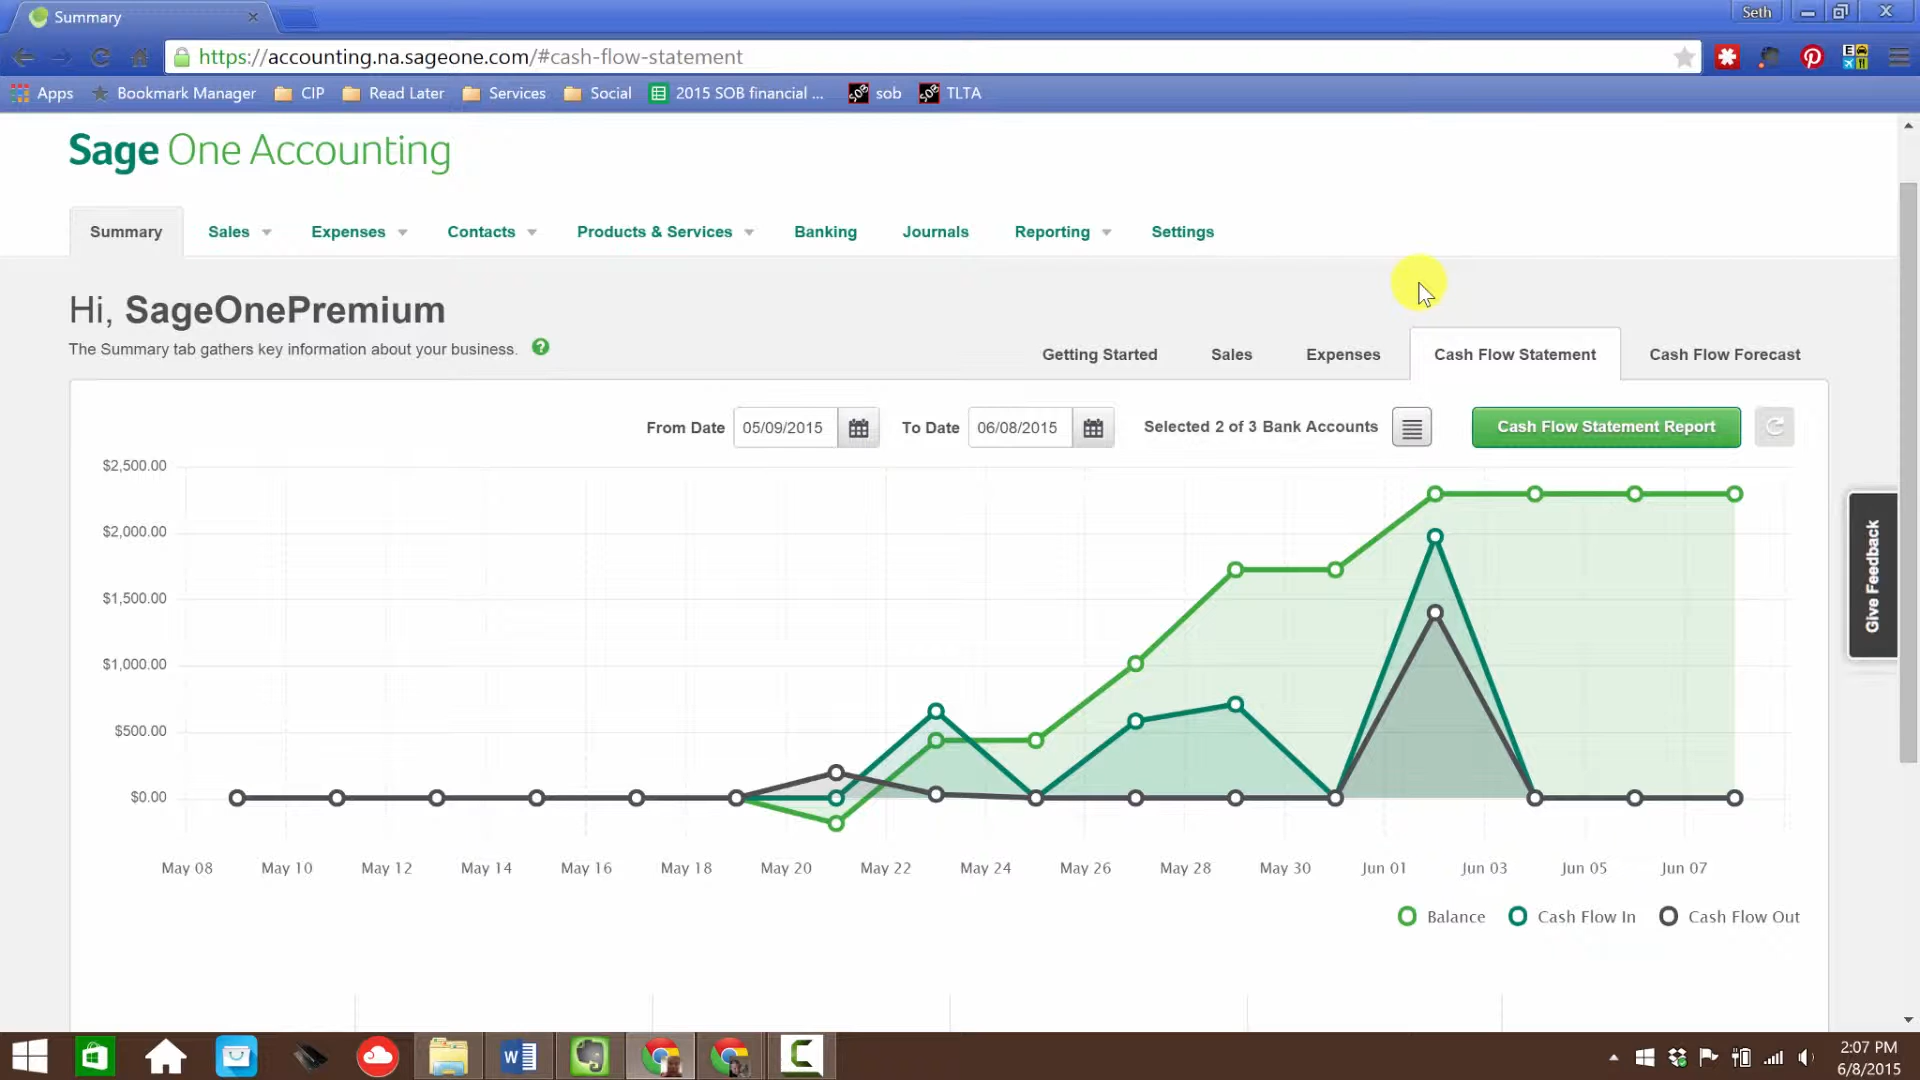 Summary
Seth
https://accounting.na.sageone.com/#cash-flow-statement
Apps Bookmark Manager CIP Read Later Services Social 2015 SOB financial ... sob TLTA
Sage One Accounting
Summary Sales Expenses Contacts Products & Services Banking Journals Reporting Settings
Hi, SageOnePremium
The Summary tab gathers key information about your business. ?
Getting Started Sales Expenses Cash Flow Statement Cash Flow Forecast
From Date 05/09/2015 To Date 06/08/2015 Selected 2 of 3 Bank Accounts Cash Flow Statement Report
$2,500.00
$2,000.00
$1,500.00
$1,000.00
$500.00
$0.00
May 08 May 10 May 12 May 14 May 16 May 18 May 20 May 22 May 24 May 26 May 28 May 30 Jun 01 Jun 03 Jun 05 Jun 07
Balance Cash Flow In Cash Flow Out
Give Feedback
2:07 PM
6/8/2015